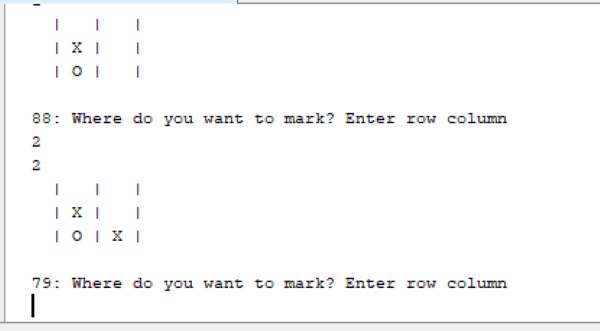 |   |   |
| X |   |
| O |   |
88: Where do you want to mark? Enter row column
2
2
|   |   |
| X |   |
| O | X |
79: Where do you want to mark? Enter row column